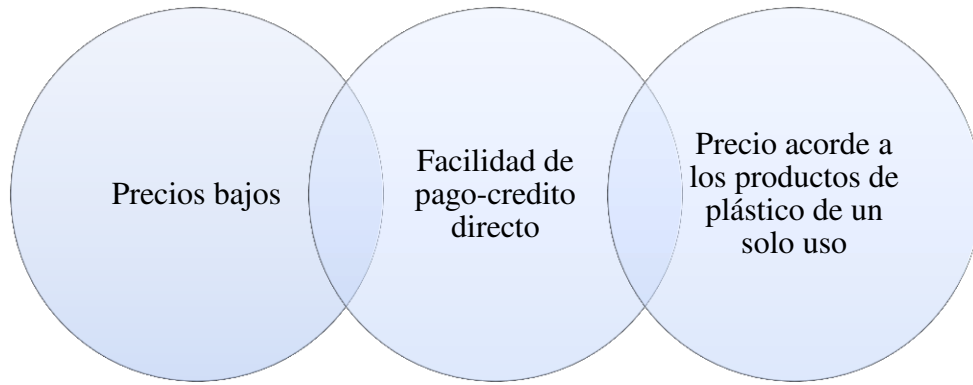 Precios bajos
Facilidad de
pago-credito
directo
Precio acorde a
los productos de
plástico de un
solo uso